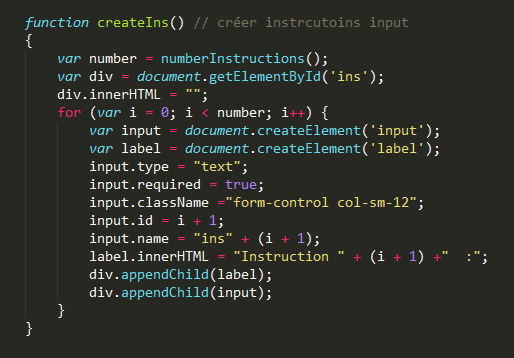 function createIns() // créer instrcutoins input
{
    var number = numberInstructions();
    var div = document.getElementById('ins');
    div.innerHTML = "";
    for (var i = 0; i < number; i++) {
        var input = document.createElement('input');
        var label = document.createElement('label');
        input.type = "text";
        input.required = true;
        input.className ="form-control col-sm-12";
        input.id = i + 1;
        input.name = "ins" + (i + 1);
        label.innerHTML = "Instruction " + (i + 1) +"  :";
        div.appendChild(label);
        div.appendChild(input);
    }
}